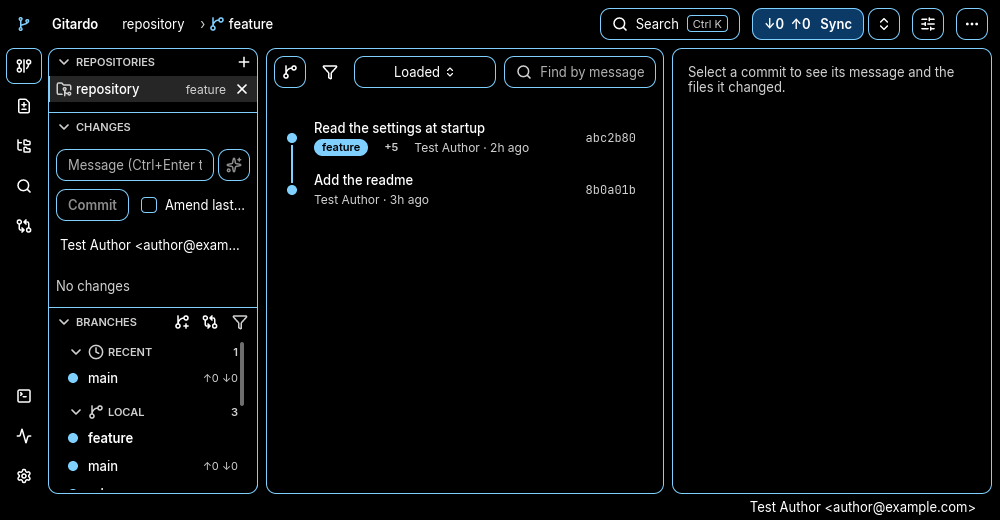 Gitardo repository › feature Search Ctrl K ↓0 ↑0 Sync
REPOSITORIES
repository feature
CHANGES
Message (Ctrl+Enter t
Commit Amend last...
Test Author <author@exam...
No changes
BRANCHES
RECENT 1
main ↑0 ↓0
LOCAL 3
feature
main ↑0 ↓0
Loaded Find by message
Read the settings at startup
feature +5 Test Author · 2h ago abc2b80
Add the readme
Test Author · 3h ago 8b0a01b
Select a commit to see its message and the
files it changed.
Test Author <author@example.com>